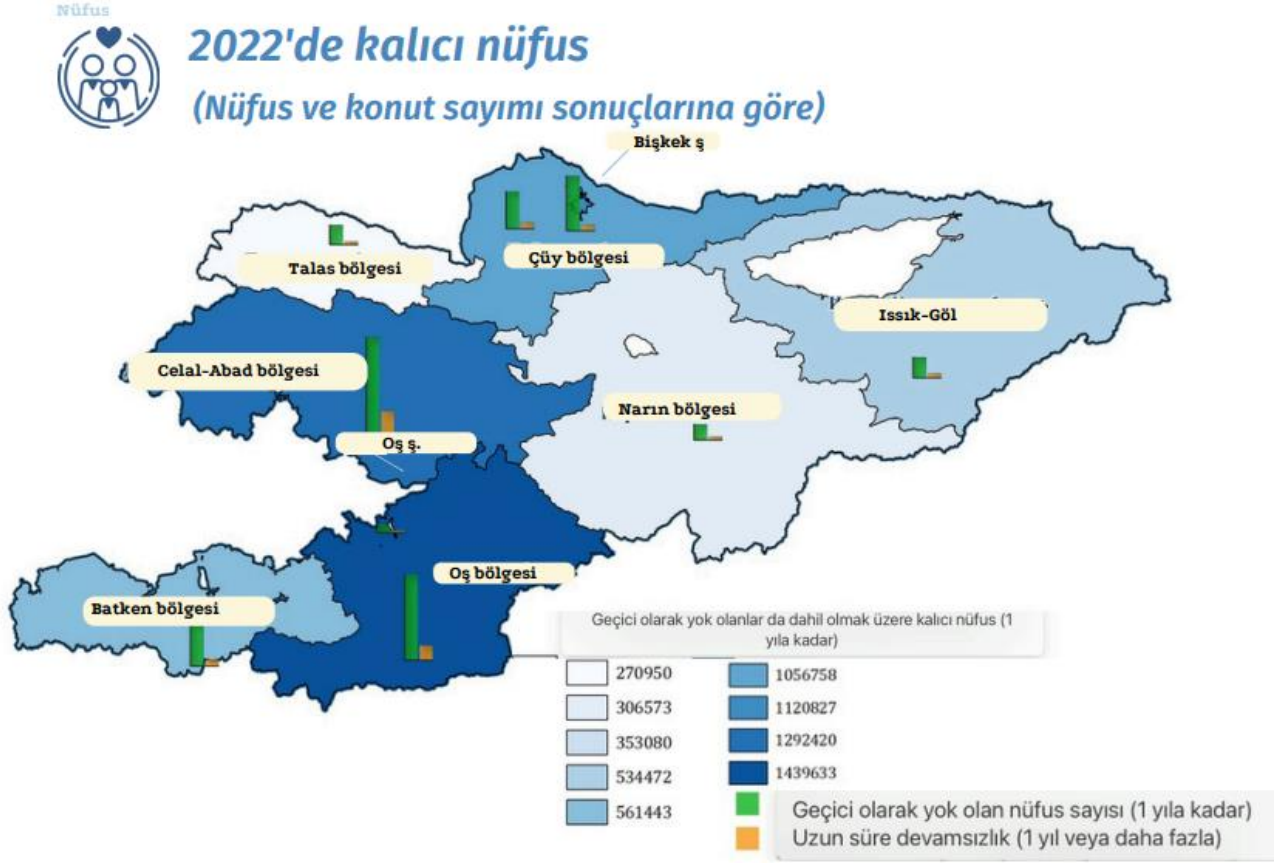 Nüfus
2022'de kalıcı nüfus
(Nüfus ve konut sayımı sonuçlarına göre)
Bişkek ş
Çüy bölgesi
Talas bölgesi
Issık-Göl
Celal-Abad bölgesi
Narın bölgesi
Oş ş.
Oş bölgesi
Batken bölgesi
Geçici olarak yok olanlar da dahil olmak üzere kalıcı nüfus (1
yıla kadar)
270950
306573
353080
534472
561443
1056758
1120827
1292420
1439633
Geçici olarak yok olan nüfus sayısı (1 yıla kadar)
Uzun süre devamsızlık (1 yıl veya daha fazla)